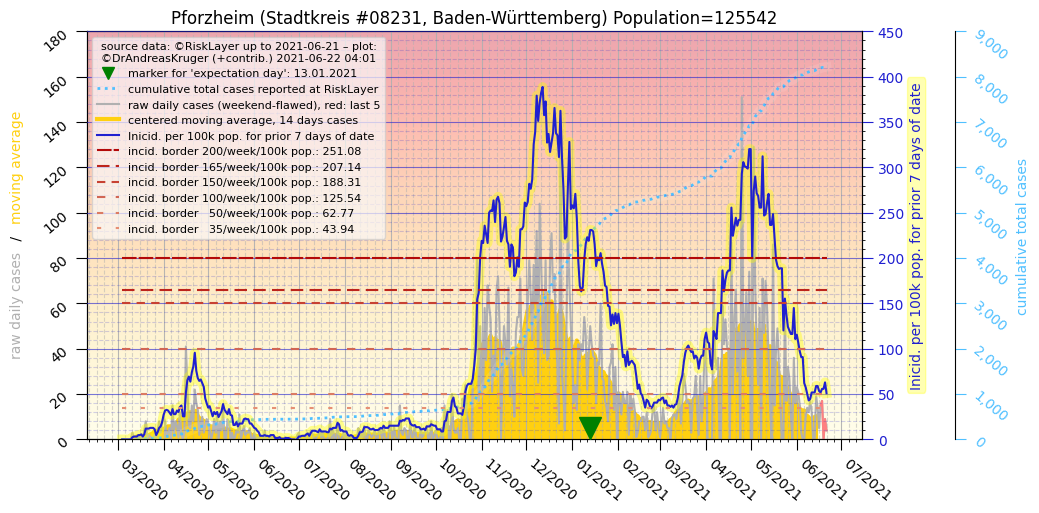 Pforzheim (Stadtkreis #08231, Baden-Württemberg) Population=125542
source data: ©RiskLayer up to 2021-06-21 – plot:
©DrAndreasKruger (+contrib.) 2021-06-22 04:01
marker for 'expectation day': 13.01.2021
cumulative total cases reported at RiskLayer
raw daily cases (weekend-flawed), red: last 5
centered moving average, 14 days cases
Inicid. per 100k pop. for prior 7 days of date
incid. border 200/week/100k pop.: 251.08
incid. border 165/week/100k pop.: 207.14
incid. border 150/week/100k pop.: 188.31
incid. border 100/week/100k pop.: 125.54
incid. border   50/week/100k pop.: 62.77
incid. border   35/week/100k pop.: 43.94
raw daily cases / moving average
180
160
140
120
100
80
60
40
20
0
450
400
350
300
250
200
150
100
50
0
Inicid. per 100k pop. for prior 7 days of date
9,000
8,000
7,000
6,000
5,000
4,000
3,000
2,000
1,000
0
cumulative total cases
03/2020
04/2020
05/2020
06/2020
07/2020
08/2020
09/2020
10/2020
11/2020
12/2020
01/2021
02/2021
03/2021
04/2021
05/2021
06/2021
07/2021